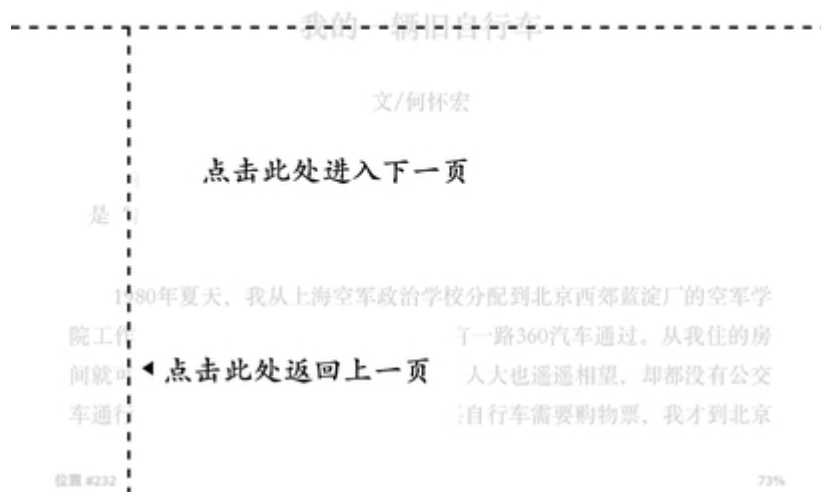 我的一辆旧自行车
文/何怀宏
点击此处进入下一页
是
1980年夏天，我从上海空军政治学校分配到北京西郊蓝淀厂的空军学
院工作 一路360汽车通过。从我住的房
间就可 人大也遥遥相望，却都没有公交
点击此处返回上一页
车通行 自行车需要购物票，我才到北京
位置 #232
73%